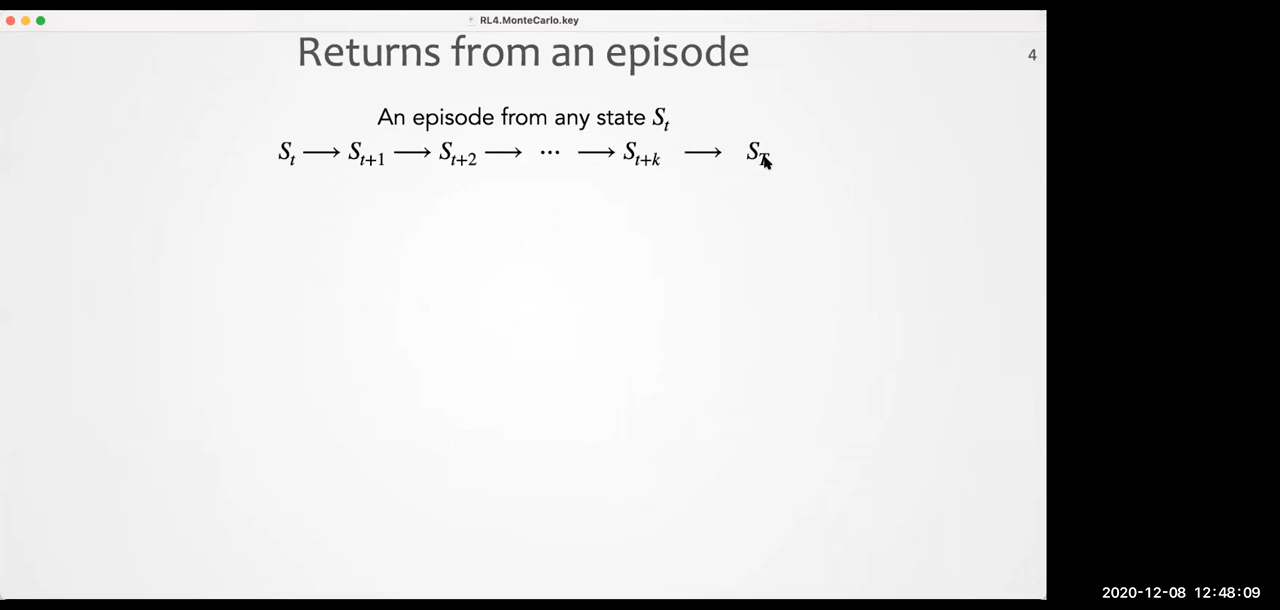 RL4.MonteCarlo.key
Returns from an episode
4
An episode from any state S_t
S_t ⟶ S_{t+1} ⟶ S_{t+2} ⟶ ⋯ ⟶ S_{t+k} ⟶ S_T
2020-12-08 12:48:09